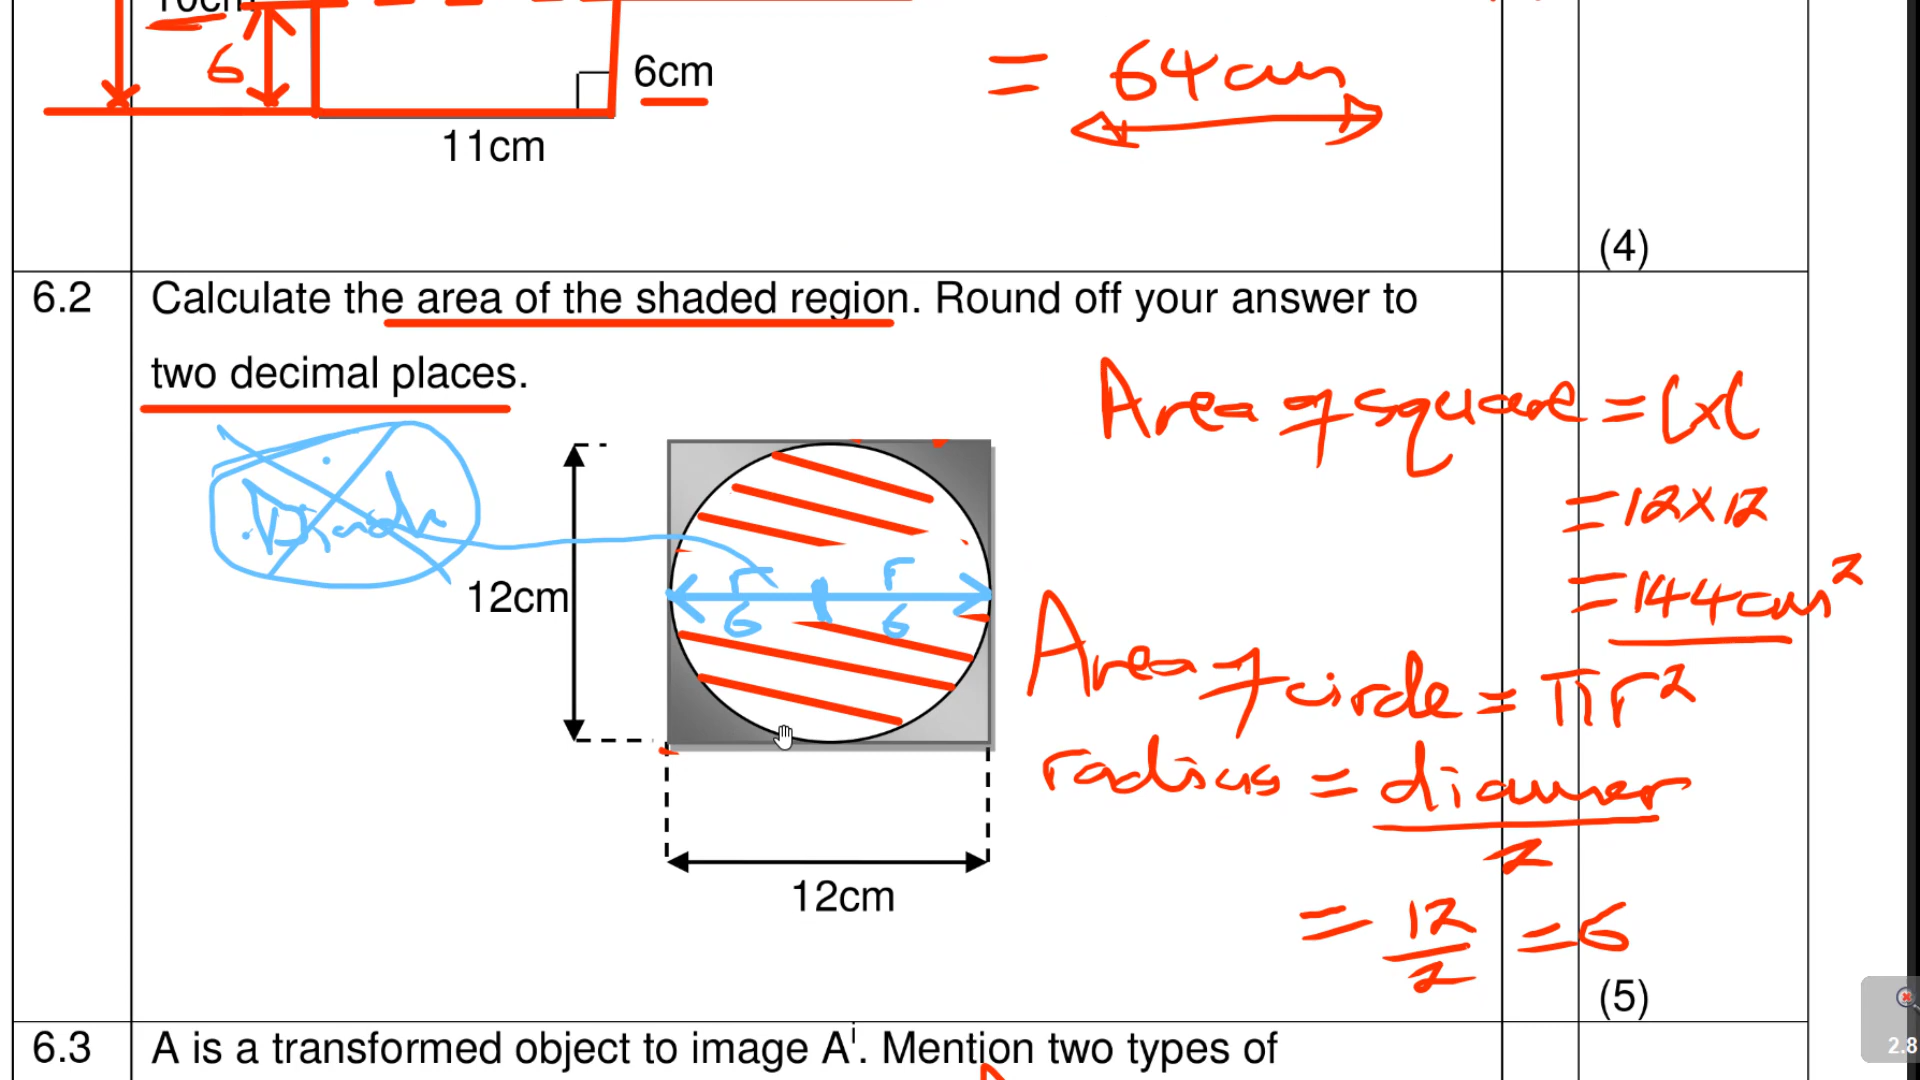 6
6cm
11cm
= 64cm
(4)
6.2
Calculate the area of the shaded region. Round off your answer to
two decimal places.
Area of square = l x l
= 12 x 12
= 144cm²
12cm
r r
6 6
Area of circle = πr²
radius = diamer
2
= 12 = 6
2
12cm
(5)
6.3
A is a transformed object to image Aⁱ. Mention two types of
2.8